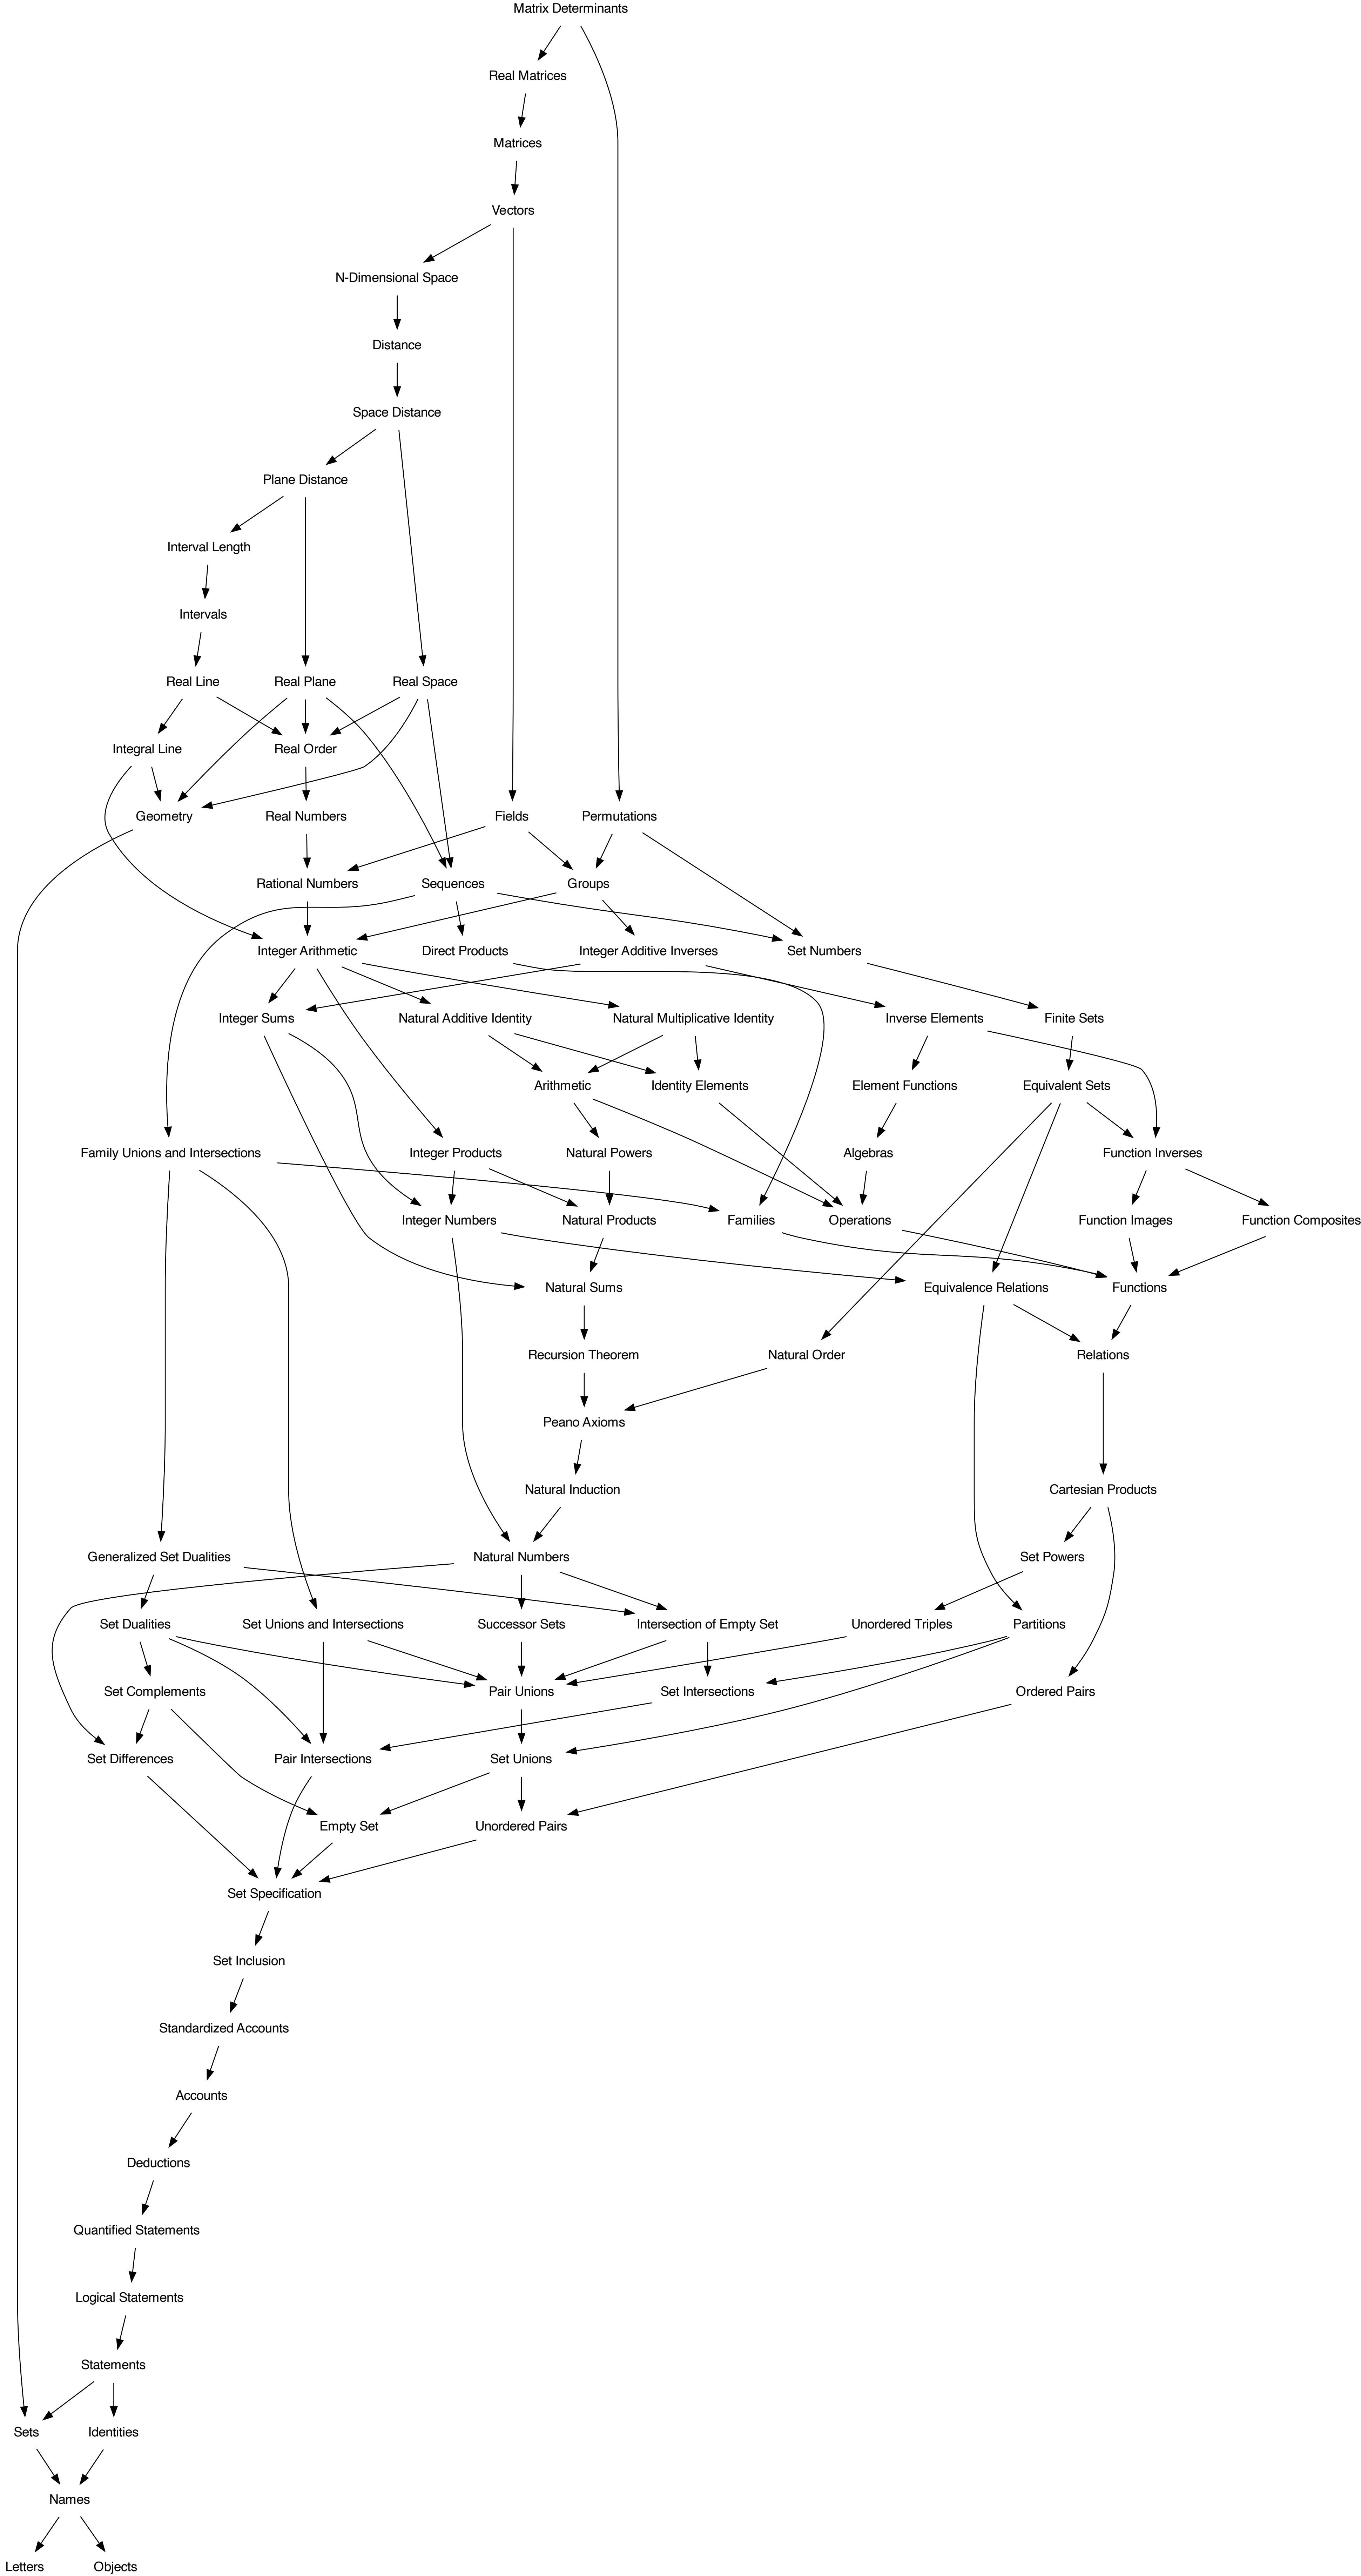 Matrix Determinants
Real Matrices
Matrices
Vectors
N-Dimensional Space
Distance
Space Distance
Plane Distance
Interval Length
Intervals
Real Line
Real Plane
Real Space
Integral Line
Real Order
Geometry
Real Numbers
Fields
Permutations
Rational Numbers
Sequences
Groups
Integer Arithmetic
Direct Products
Integer Additive Inverses
Set Numbers
Integer Sums
Natural Additive Identity
Natural Multiplicative Identity
Inverse Elements
Finite Sets
Arithmetic
Identity Elements
Element Functions
Equivalent Sets
Family Unions and Intersections
Integer Products
Natural Powers
Algebras
Function Inverses
Integer Numbers
Natural Products
Families
Operations
Function Images
Function Composites
Natural Sums
Equivalence Relations
Functions
Recursion Theorem
Natural Order
Relations
Peano Axioms
Natural Induction
Cartesian Products
Generalized Set Dualities
Natural Numbers
Set Powers
Set Dualities
Set Unions and Intersections
Successor Sets
Intersection of Empty Set
Unordered Triples
Partitions
Set Complements
Pair Unions
Set Intersections
Ordered Pairs
Set Differences
Pair Intersections
Set Unions
Empty Set
Unordered Pairs
Set Specification
Set Inclusion
Standardized Accounts
Accounts
Deductions
Quantified Statements
Logical Statements
Statements
Sets
Identities
Names
Letters
Objects